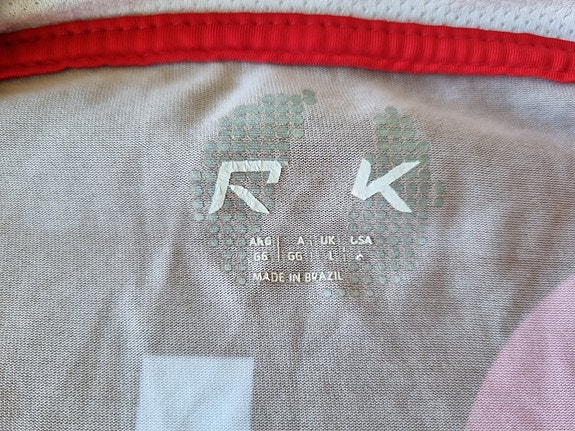 R K
ARG A UK USA
GG GG L
MADE IN BRAZIL